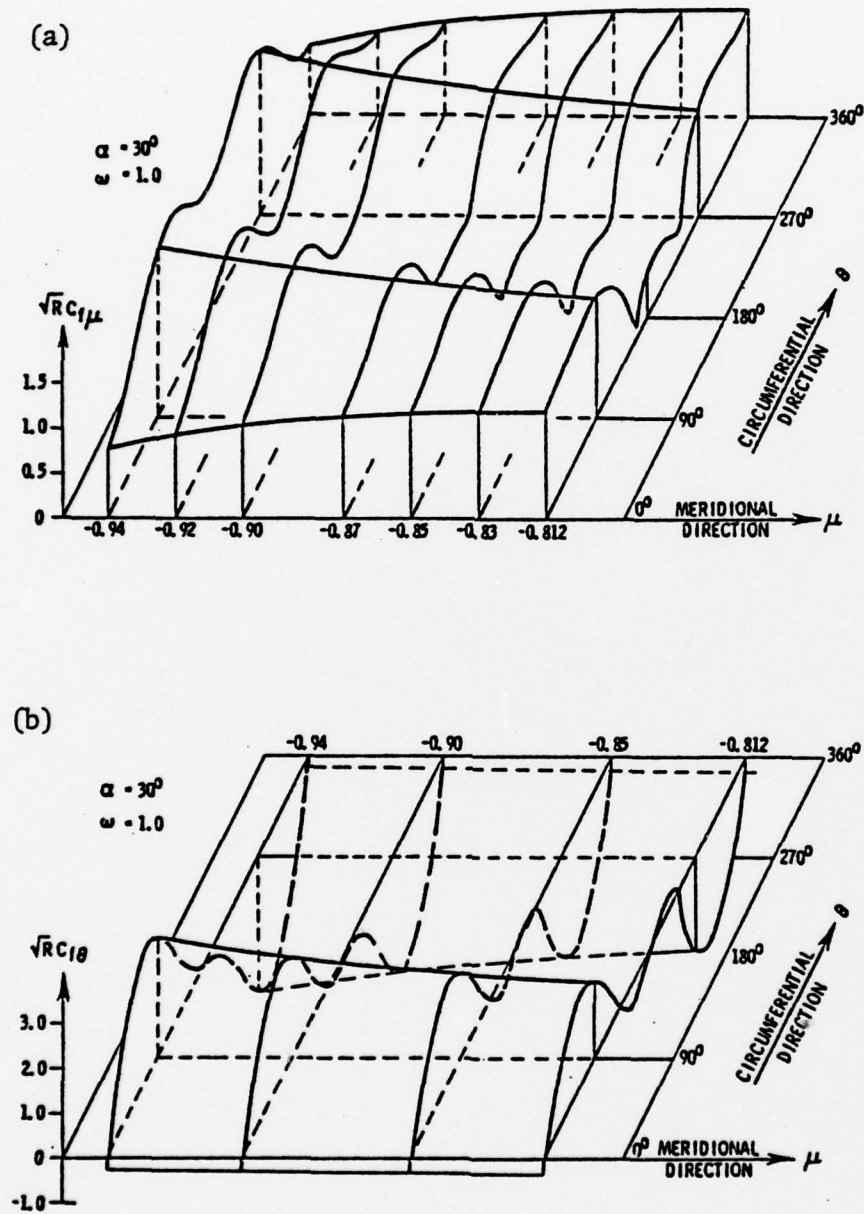 (a)
α = 30°
ω = 1.0
√R C_fμ
1.5
1.0
0.5
0
-0.94 -0.92 -0.90 -0.87 -0.85 -0.83 -0.812
0° 90° 180° 270° 360°
MERIDIONAL DIRECTION
μ
CIRCUMFERENTIAL DIRECTION
θ
(b)
-0.94 -0.90 -0.85 -0.812
α = 30°
ω = 1.0
√R C_fθ
3.0
2.0
1.0
0
-1.0
0° 90° 180° 270° 360°
MERIDIONAL DIRECTION
μ
CIRCUMFERENTIAL DIRECTION
θ